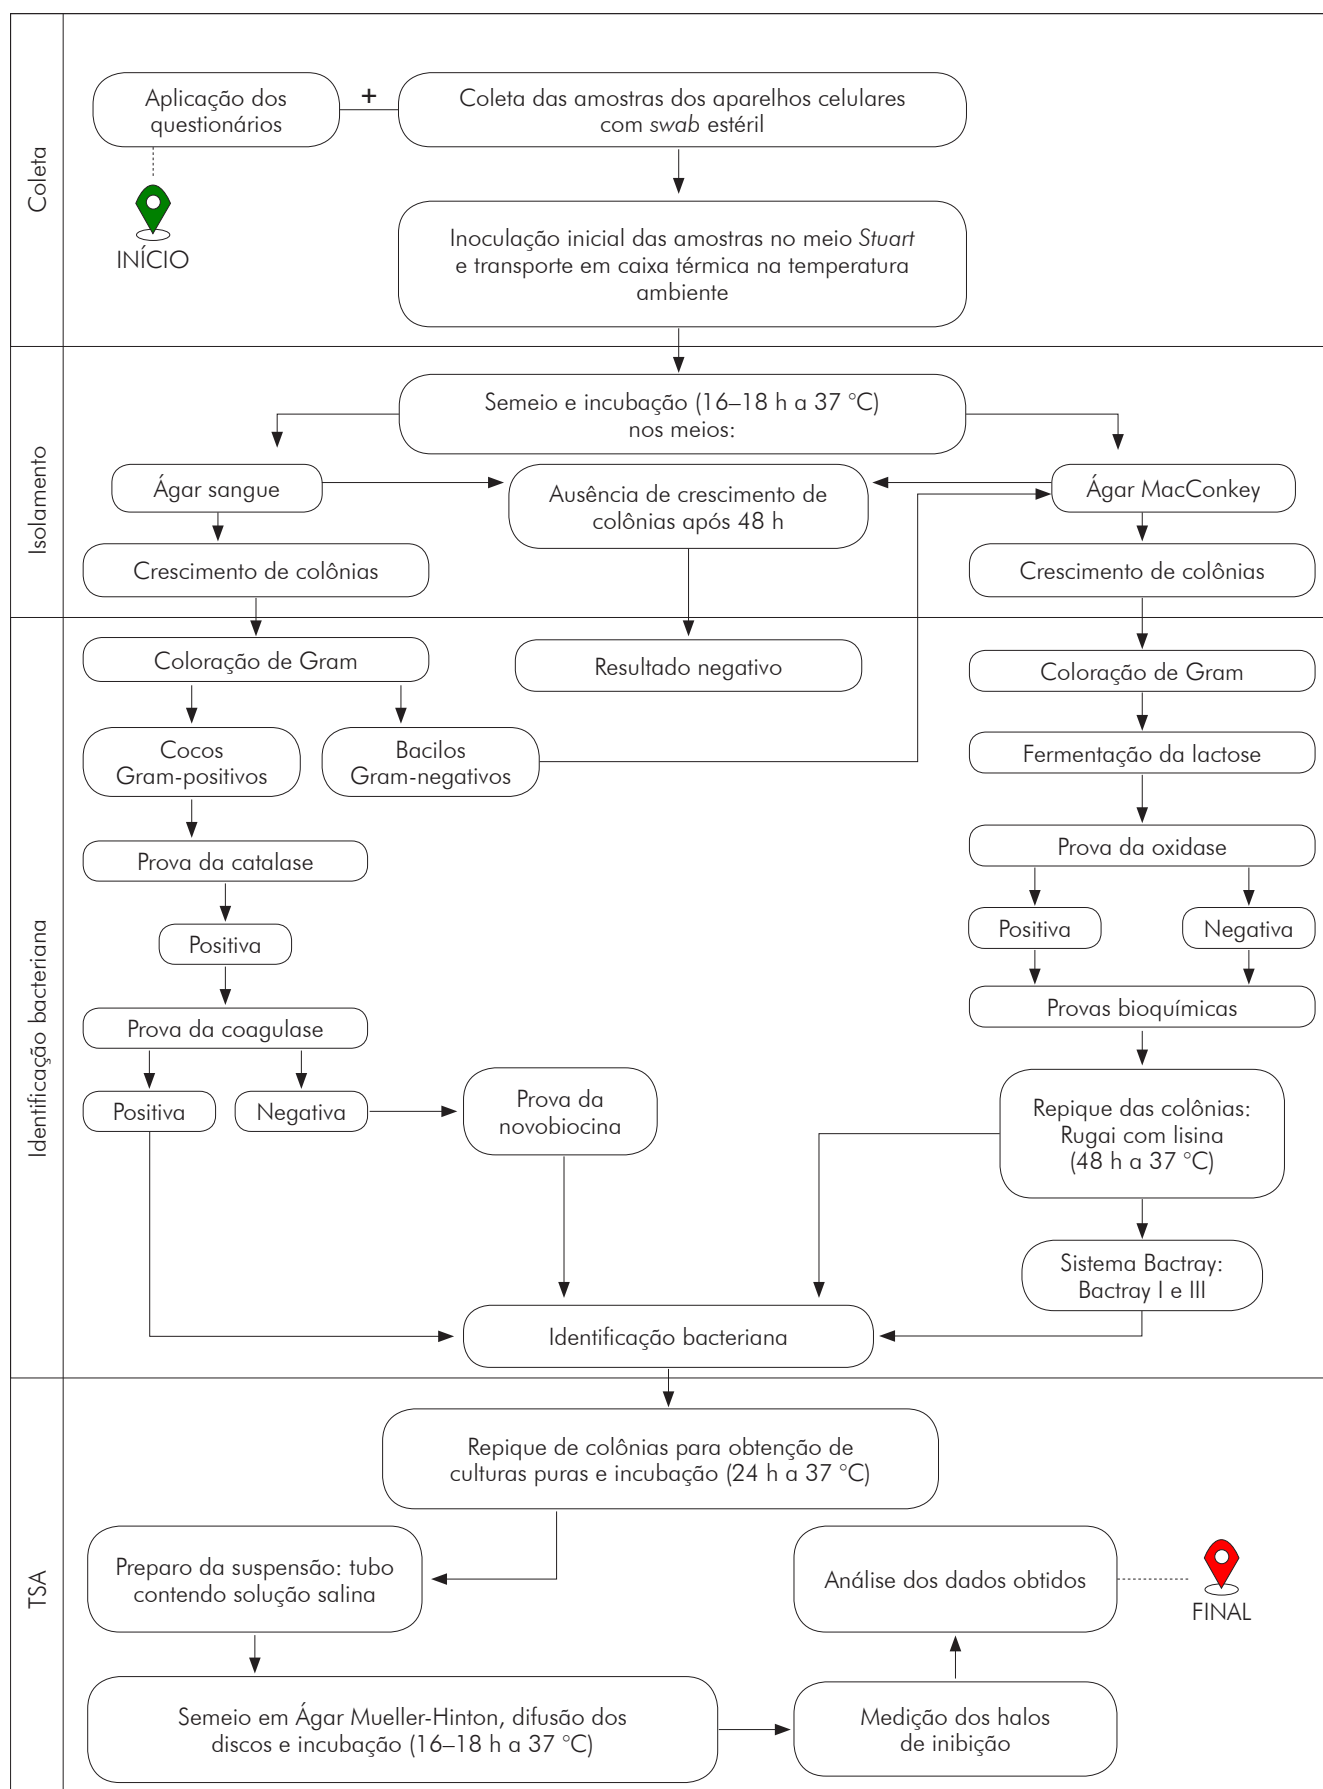 Coleta
Aplicação dos
questionários
+
Coleta das amostras dos aparelhos celulares
com swab estéril
INÍCIO
Inoculação inicial das amostras no meio Stuart
e transporte em caixa térmica na temperatura
ambiente
Isolamento
Semeio e incubação (16–18 h a 37 °C)
nos meios:
Ágar sangue
Ausência de crescimento de
colônias após 48 h
Ágar MacConkey
Crescimento de colônias
Crescimento de colônias
Identificação bacteriana
Coloração de Gram
Resultado negativo
Coloração de Gram
Cocos
Gram-positivos
Bacilos
Gram-negativos
Fermentação da lactose
Prova da catalase
Prova da oxidase
Positiva
Positiva
Negativa
Prova da coagulase
Provas bioquímicas
Positiva
Negativa
Prova da
novobiocina
Repique das colônias:
Rugai com lisina
(48 h a 37 °C)
Sistema Bactray:
Bactray I e III
Identificação bacteriana
TSA
Repique de colônias para obtenção de
culturas puras e incubação (24 h a 37 °C)
Preparo da suspensão: tubo
contendo solução salina
Análise dos dados obtidos
FINAL
Semeio em Ágar Mueller-Hinton, difusão dos
discos e incubação (16–18 h a 37 °C)
Medição dos halos
de inibição